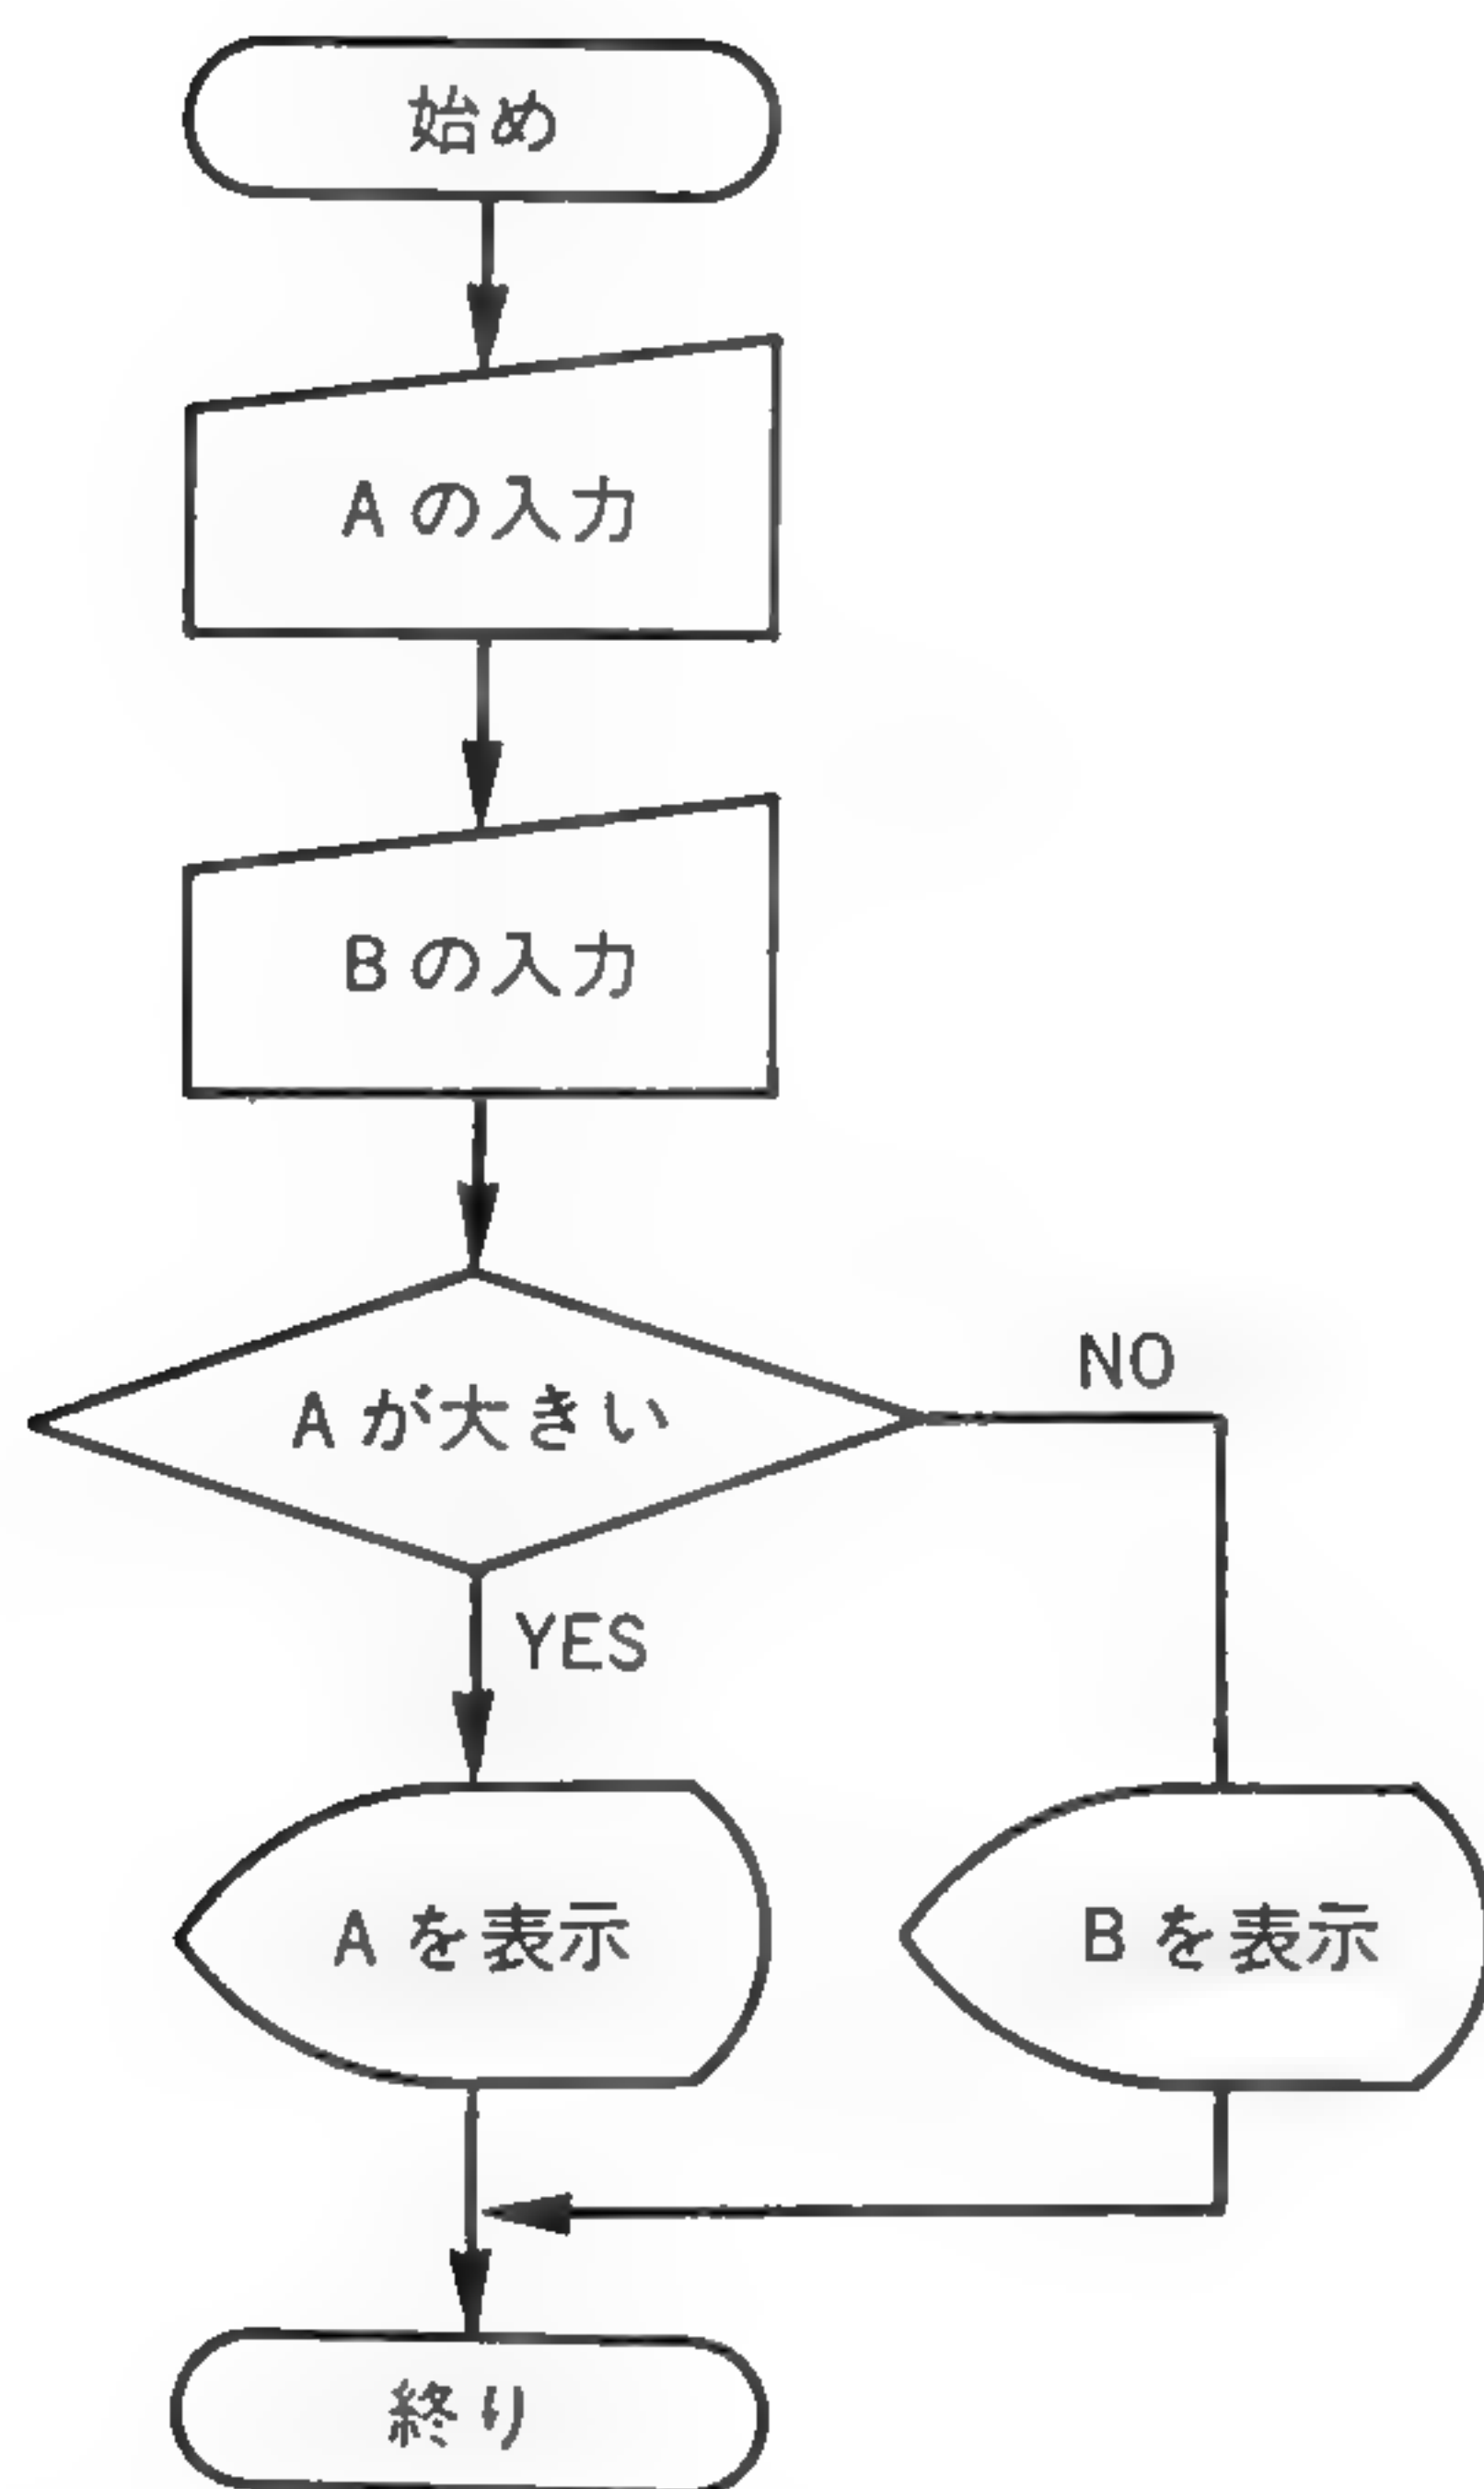 始め
Aの入力
Bの入力
Aが大きい
NO
YES
Aを表示
Bを表示
終り